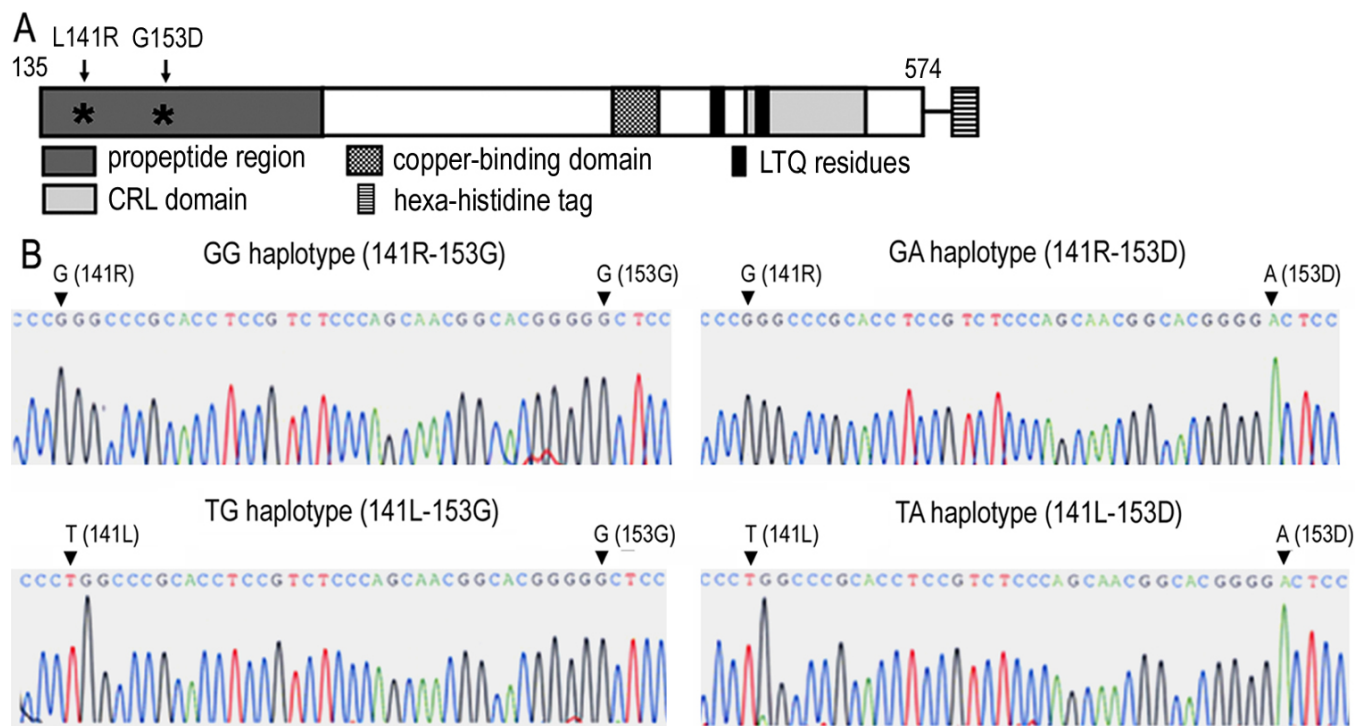 A
L141R G153D
135 574
* *
propeptide region
copper-binding domain
LTQ residues
CRL domain
hexa-histidine tag
B
GG haplotype (141R-153G)
G (141R) G (153G)
CCCGGGCCCGCACCTCCGTCTCCCAGCAACGGCACGGGGGCTCC
GA haplotype (141R-153D)
G (141R) A (153D)
CCCGGGCCCGCACCTCCGTCTCCCAGCAACGGCACGGGGACTCC
TG haplotype (141L-153G)
T (141L) G (153G)
CCCTGGCCCGCACCTCCGTCTCCCAGCAACGGCACGGGGGCTCC
TA haplotype (141L-153D)
T (141L) A (153D)
CCCTGGCCCGCACCTCCGTCTCCCAGCAACGGCACGGGGACTCC